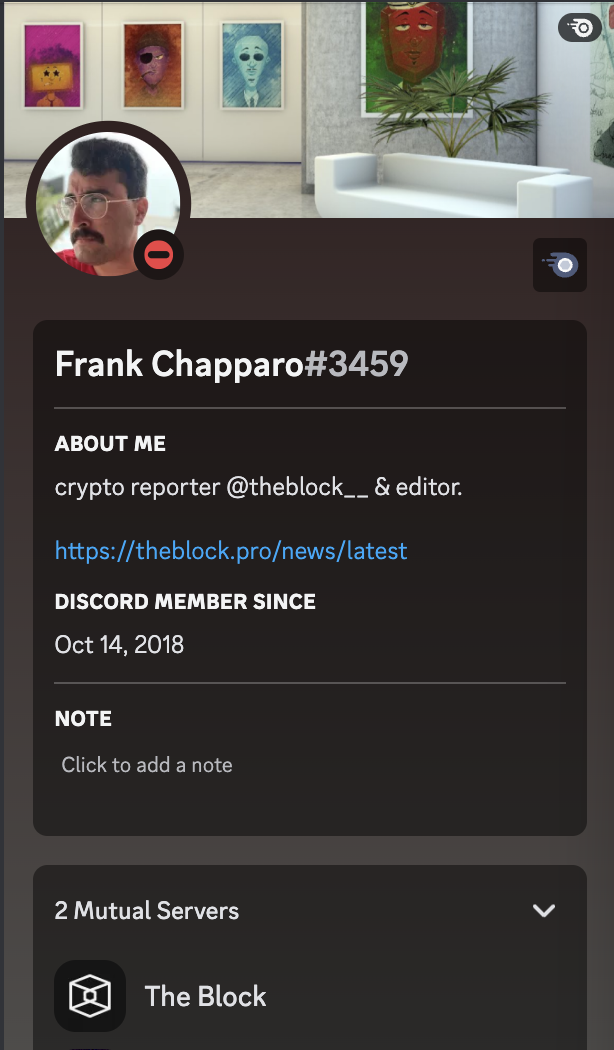 Frank Chapparo#3459
ABOUT ME
crypto reporter @theblock__ & editor.
https://theblock.pro/news/latest
DISCORD MEMBER SINCE
Oct 14, 2018
NOTE
Click to add a note
2 Mutual Servers
The Block